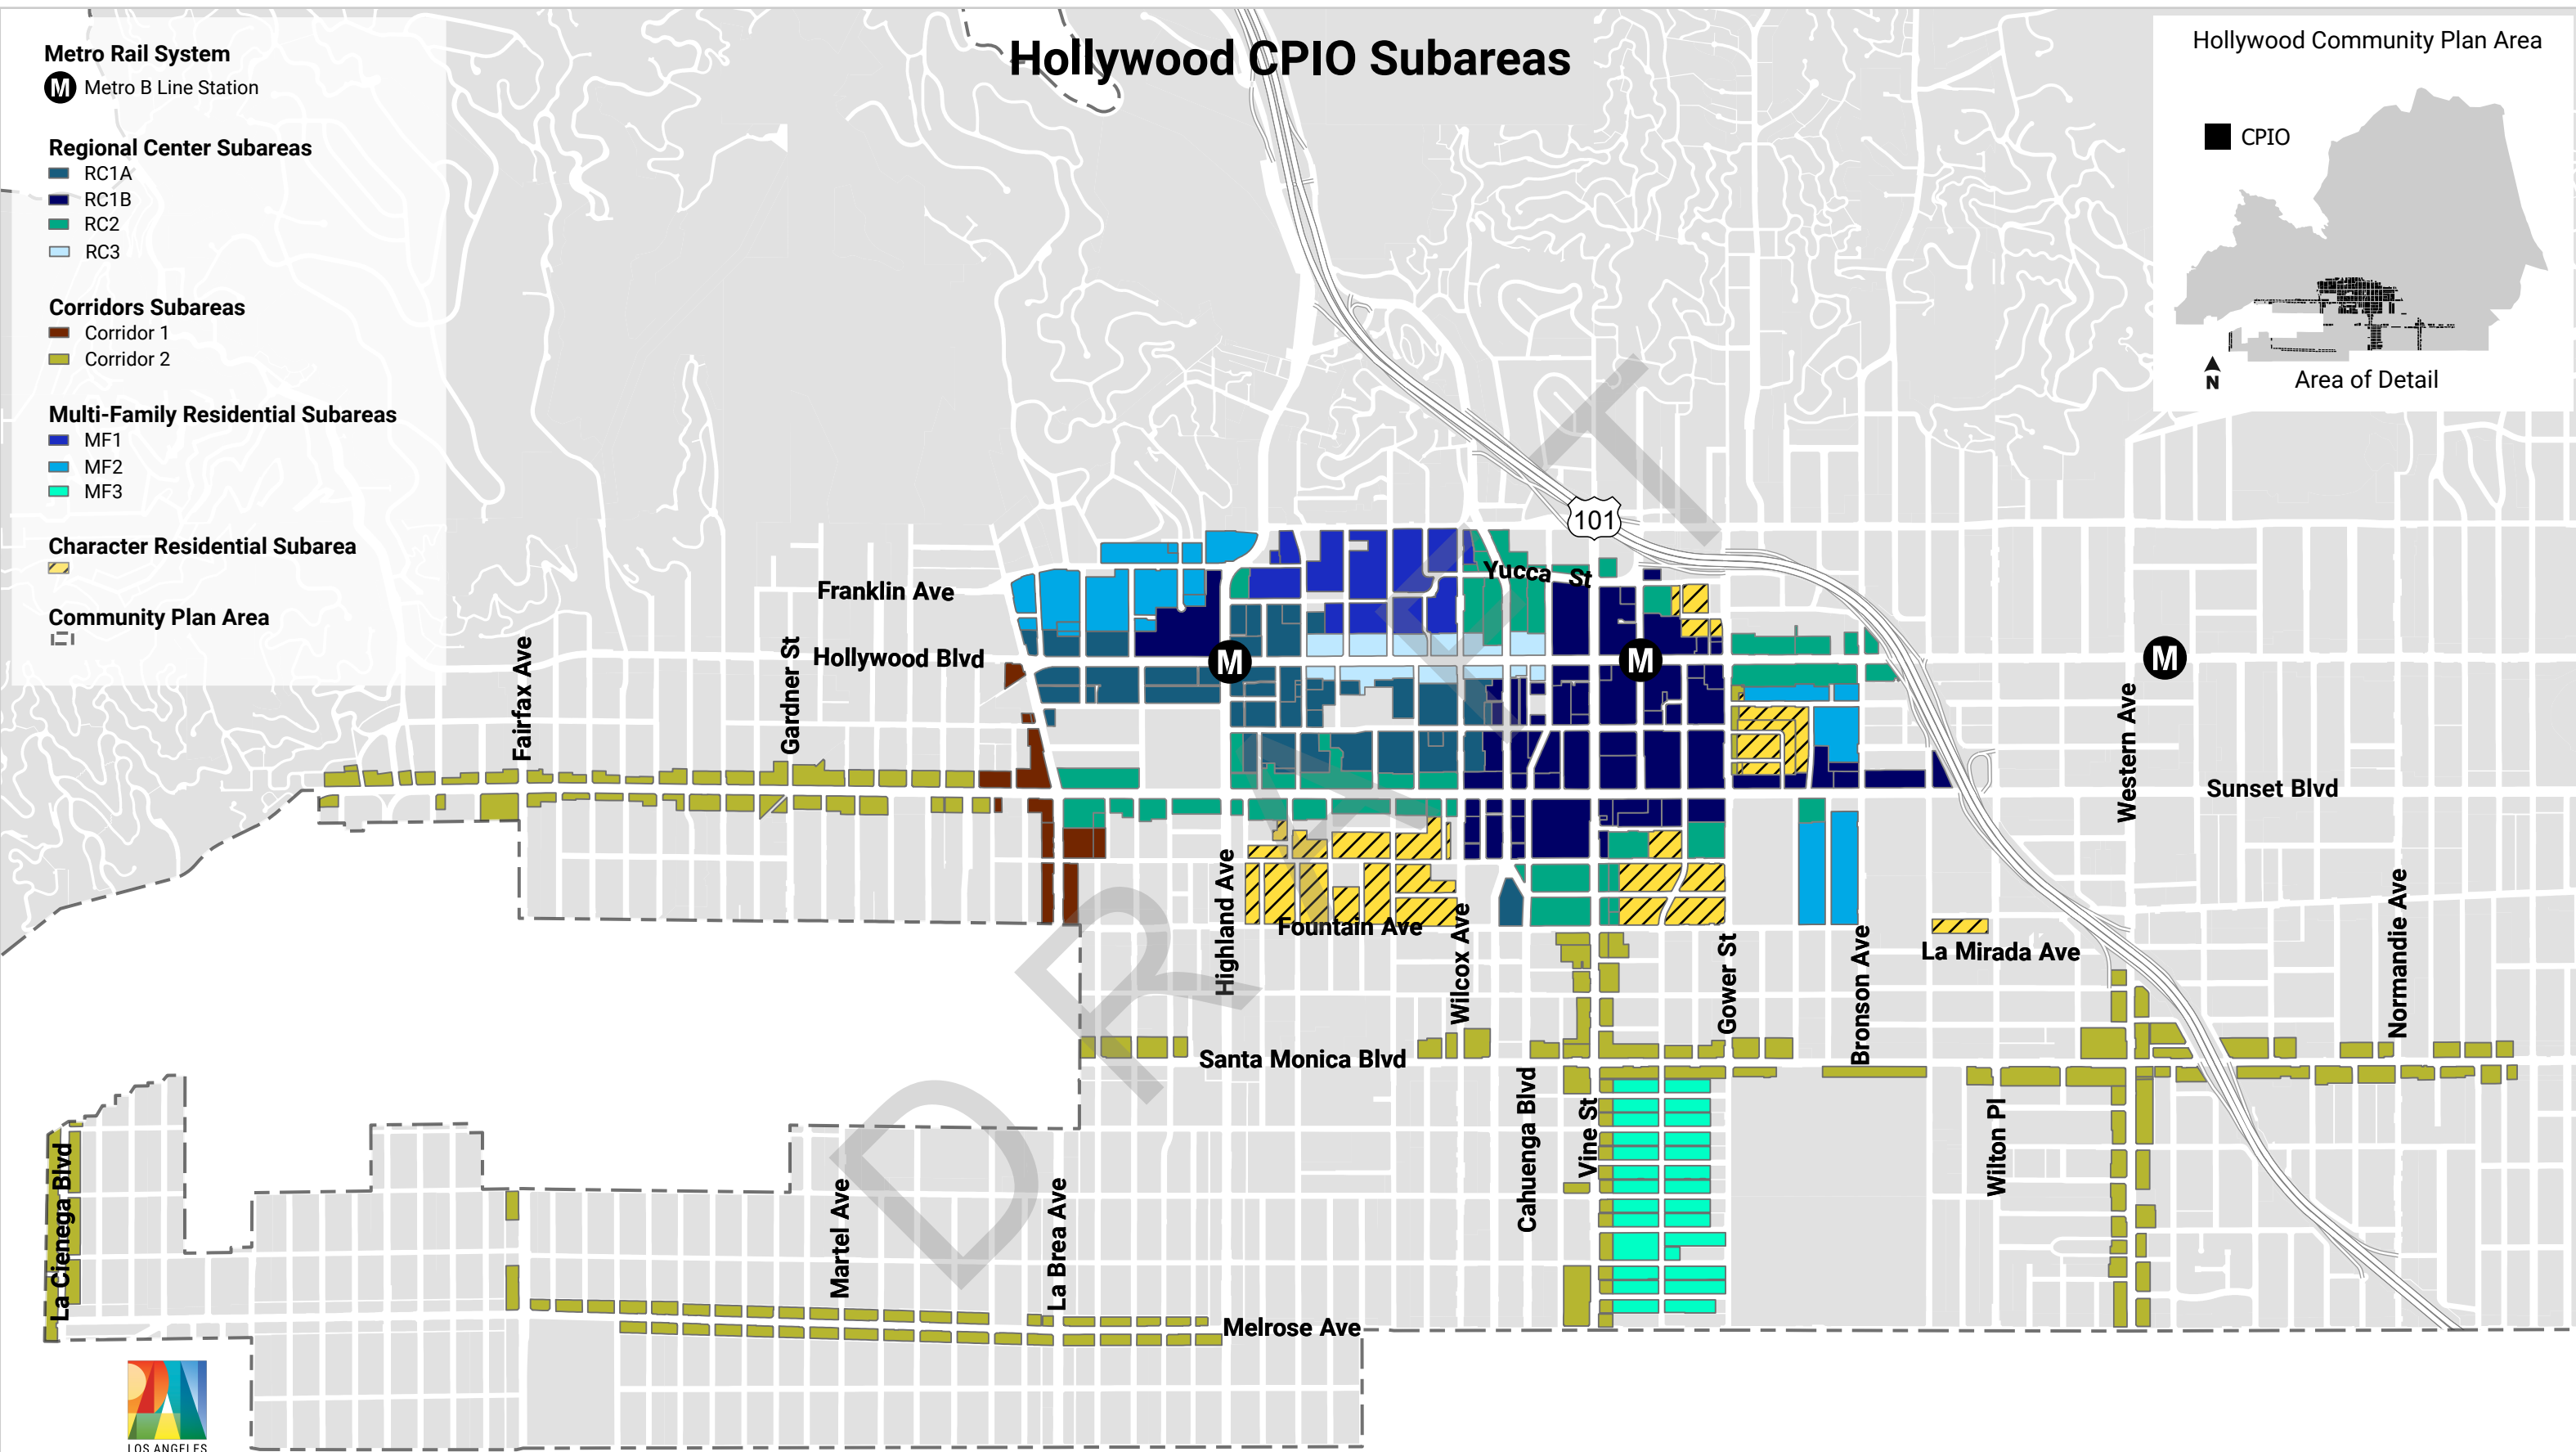 Hollywood CPIO Subareas
Metro Rail System
M Metro B Line Station
Regional Center Subareas
RC1A
RC1B
RC2
RC3
Corridors Subareas
Corridor 1
Corridor 2
Multi-Family Residential Subareas
MF1
MF2
MF3
Character Residential Subarea
Community Plan Area
Hollywood Community Plan Area
CPIO
N
Area of Detail
101
Yucca St
Franklin Ave
Hollywood Blvd
M
M
M
Fairfax Ave
Gardner St
Western Ave
Sunset Blvd
Highland Ave
Fountain Ave
Wilcox Ave
Gower St
Bronson Ave
La Mirada Ave
Normandie Ave
Santa Monica Blvd
Cahuenga Blvd
Vine St
Wilton Pl
La Cienega Blvd
Martel Ave
La Brea Ave
Melrose Ave
DRAFT
LOS ANGELES